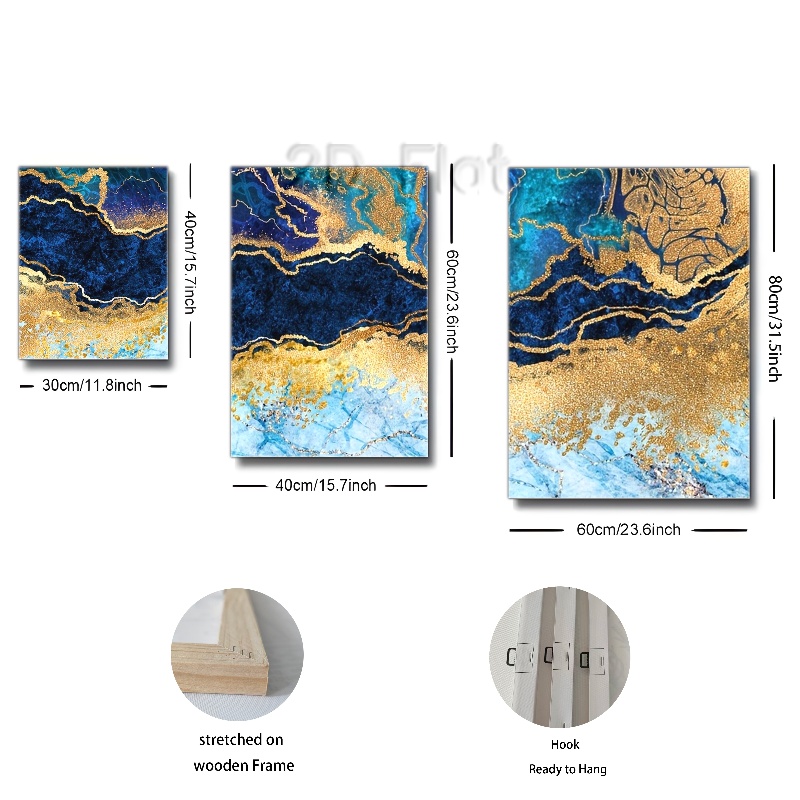 2D Flat
40cm/15.7inch
30cm/11.8inch
60cm/23.6inch
40cm/15.7inch
80cm/31.5inch
60cm/23.6inch
stretched on
wooden Frame
Hook
Ready to Hang